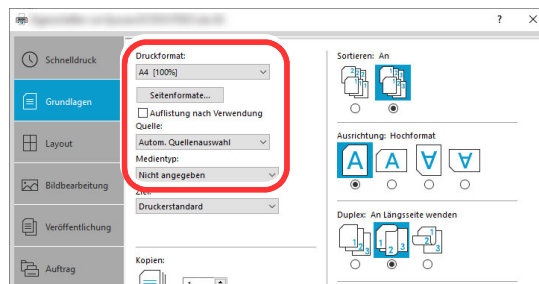 Schnelldruck
Grundlagen
Layout
Bildbearbeitung
Veröffentlichung
Auftrag
Druckformat:
A4 [100%]
Seitenformate...
Auflistung nach Verwendung
Quelle:
Autom. Quellenauswahl
Medientyp:
Nicht angegeben
Ziel:
Druckerstandard
Kopien:
Sortieren: An
Ausrichtung: Hochformat
A A A A
Duplex: An Längsseite wenden